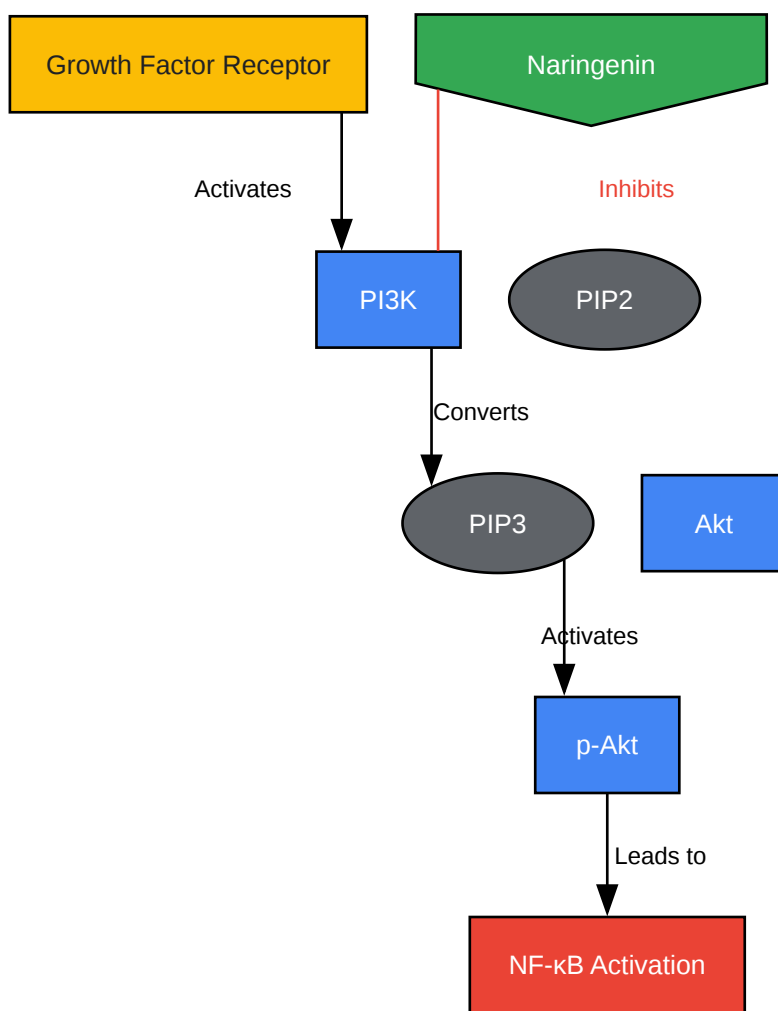 Growth Factor Receptor
Naringenin
Activates
Inhibits
PI3K
PIP2
Converts
PIP3
Akt
Activates
p-Akt
Leads to
NF-κB Activation